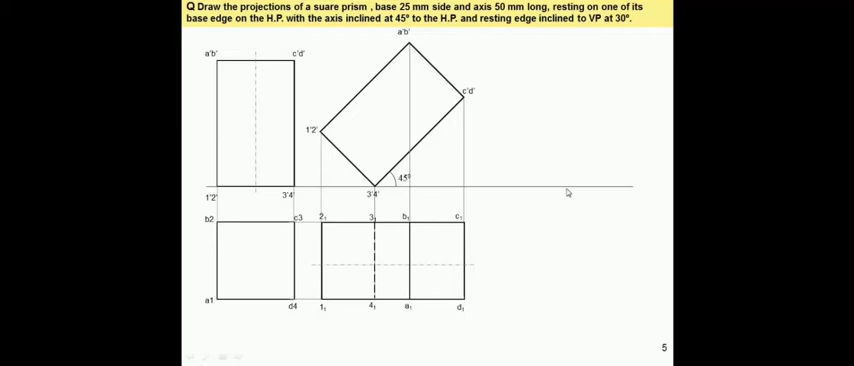 Q Draw the projections of a suare prism , base 25 mm side and axis 50 mm long, resting on one of its
base edge on the H.P. with the axis inclined at 45º to the H.P. and resting edge inclined to VP at 30º.
a'b'
a'b' c'd'
c'd'
1'2'
45⁰
1'2' 3'4' 3'4'
b2 c3 2₁ 3₁ b₁ c₁
a1 d4 1₁ 4₁ a₁ d₁
5